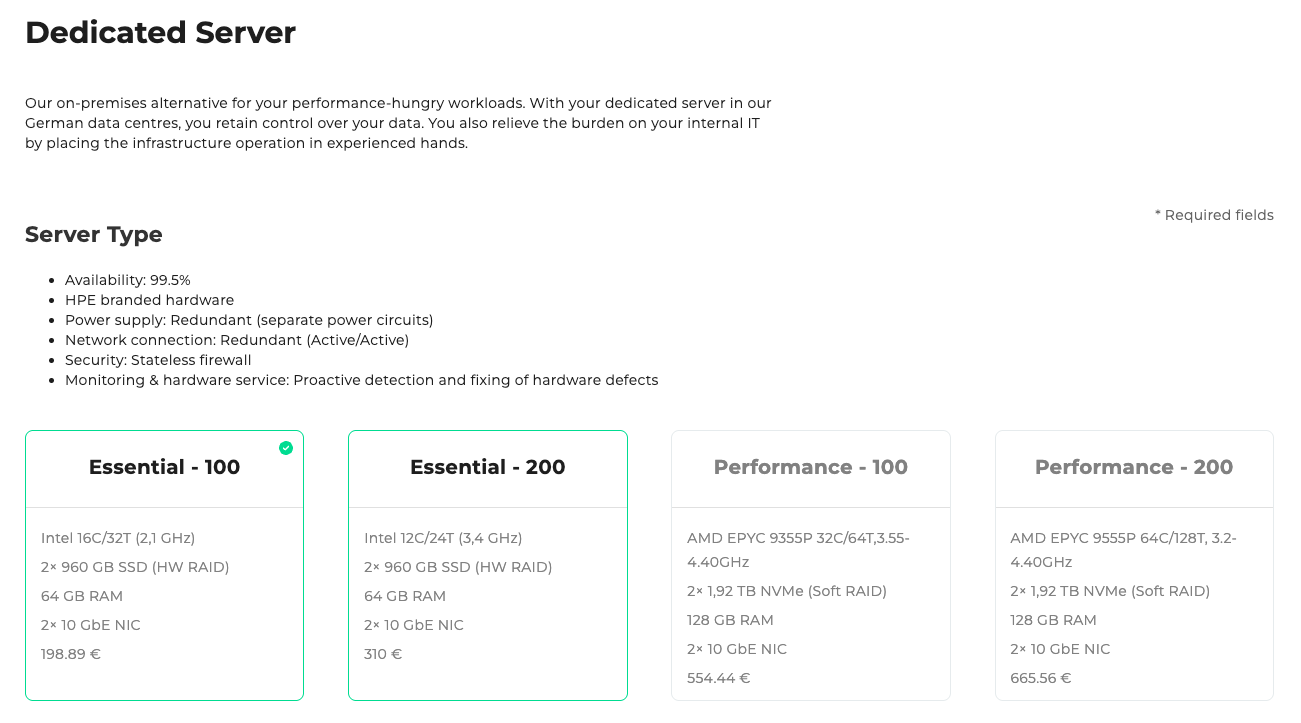 Dedicated Server
Our on-premises alternative for your performance-hungry workloads. With your dedicated server in our
German data centres, you retain control over your data. You also relieve the burden on your internal IT
by placing the infrastructure operation in experienced hands.
* Required fields
Server Type
Availability: 99.5%
HPE branded hardware
Power supply: Redundant (separate power circuits)
Network connection: Redundant (Active/Active)
Security: Stateless firewall
Monitoring & hardware service: Proactive detection and fixing of hardware defects
Essential - 100
Intel 16C/32T (2,1 GHz)
2× 960 GB SSD (HW RAID)
64 GB RAM
2× 10 GbE NIC
198.89 €
Essential - 200
Intel 12C/24T (3,4 GHz)
2× 960 GB SSD (HW RAID)
64 GB RAM
2× 10 GbE NIC
310 €
Performance - 100
AMD EPYC 9355P 32C/64T,3.55-
4.40GHz
2× 1,92 TB NVMe (Soft RAID)
128 GB RAM
2× 10 GbE NIC
554.44 €
Performance - 200
AMD EPYC 9555P 64C/128T, 3.2-
4.40GHz
2× 1,92 TB NVMe (Soft RAID)
128 GB RAM
2× 10 GbE NIC
665.56 €